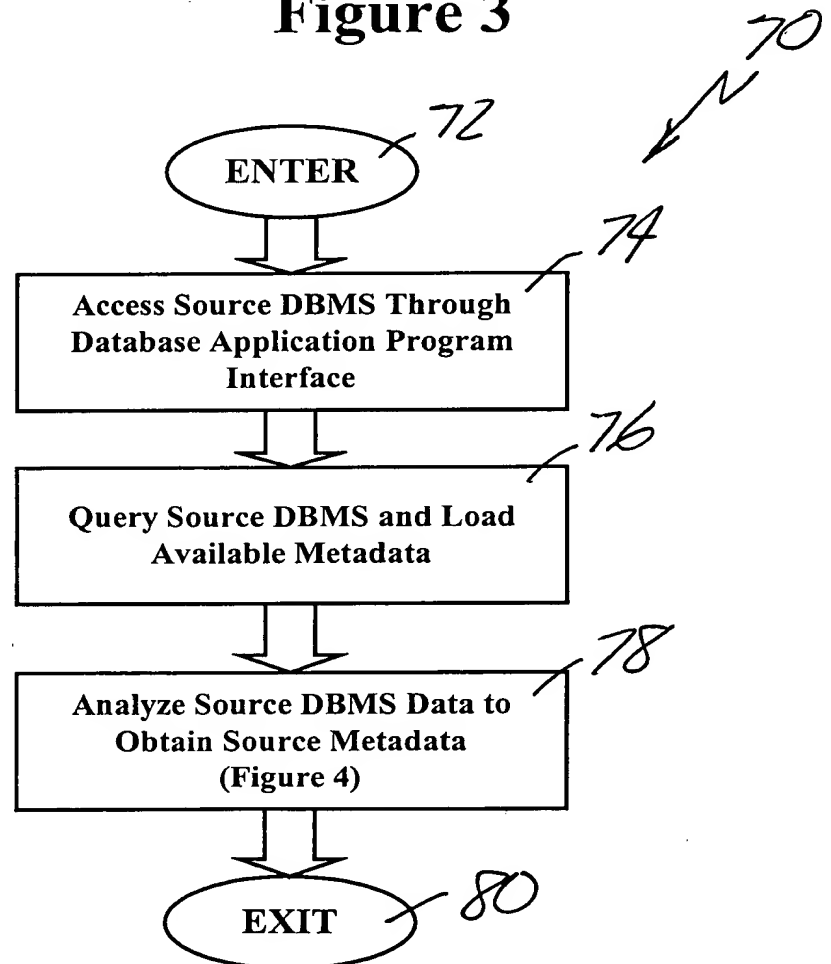 Figure 3
70
72
ENTER
74
Access Source DBMS Through
Database Application Program
Interface
76
Query Source DBMS and Load
Available Metadata
78
Analyze Source DBMS Data to
Obtain Source Metadata
(Figure 4)
EXIT
80